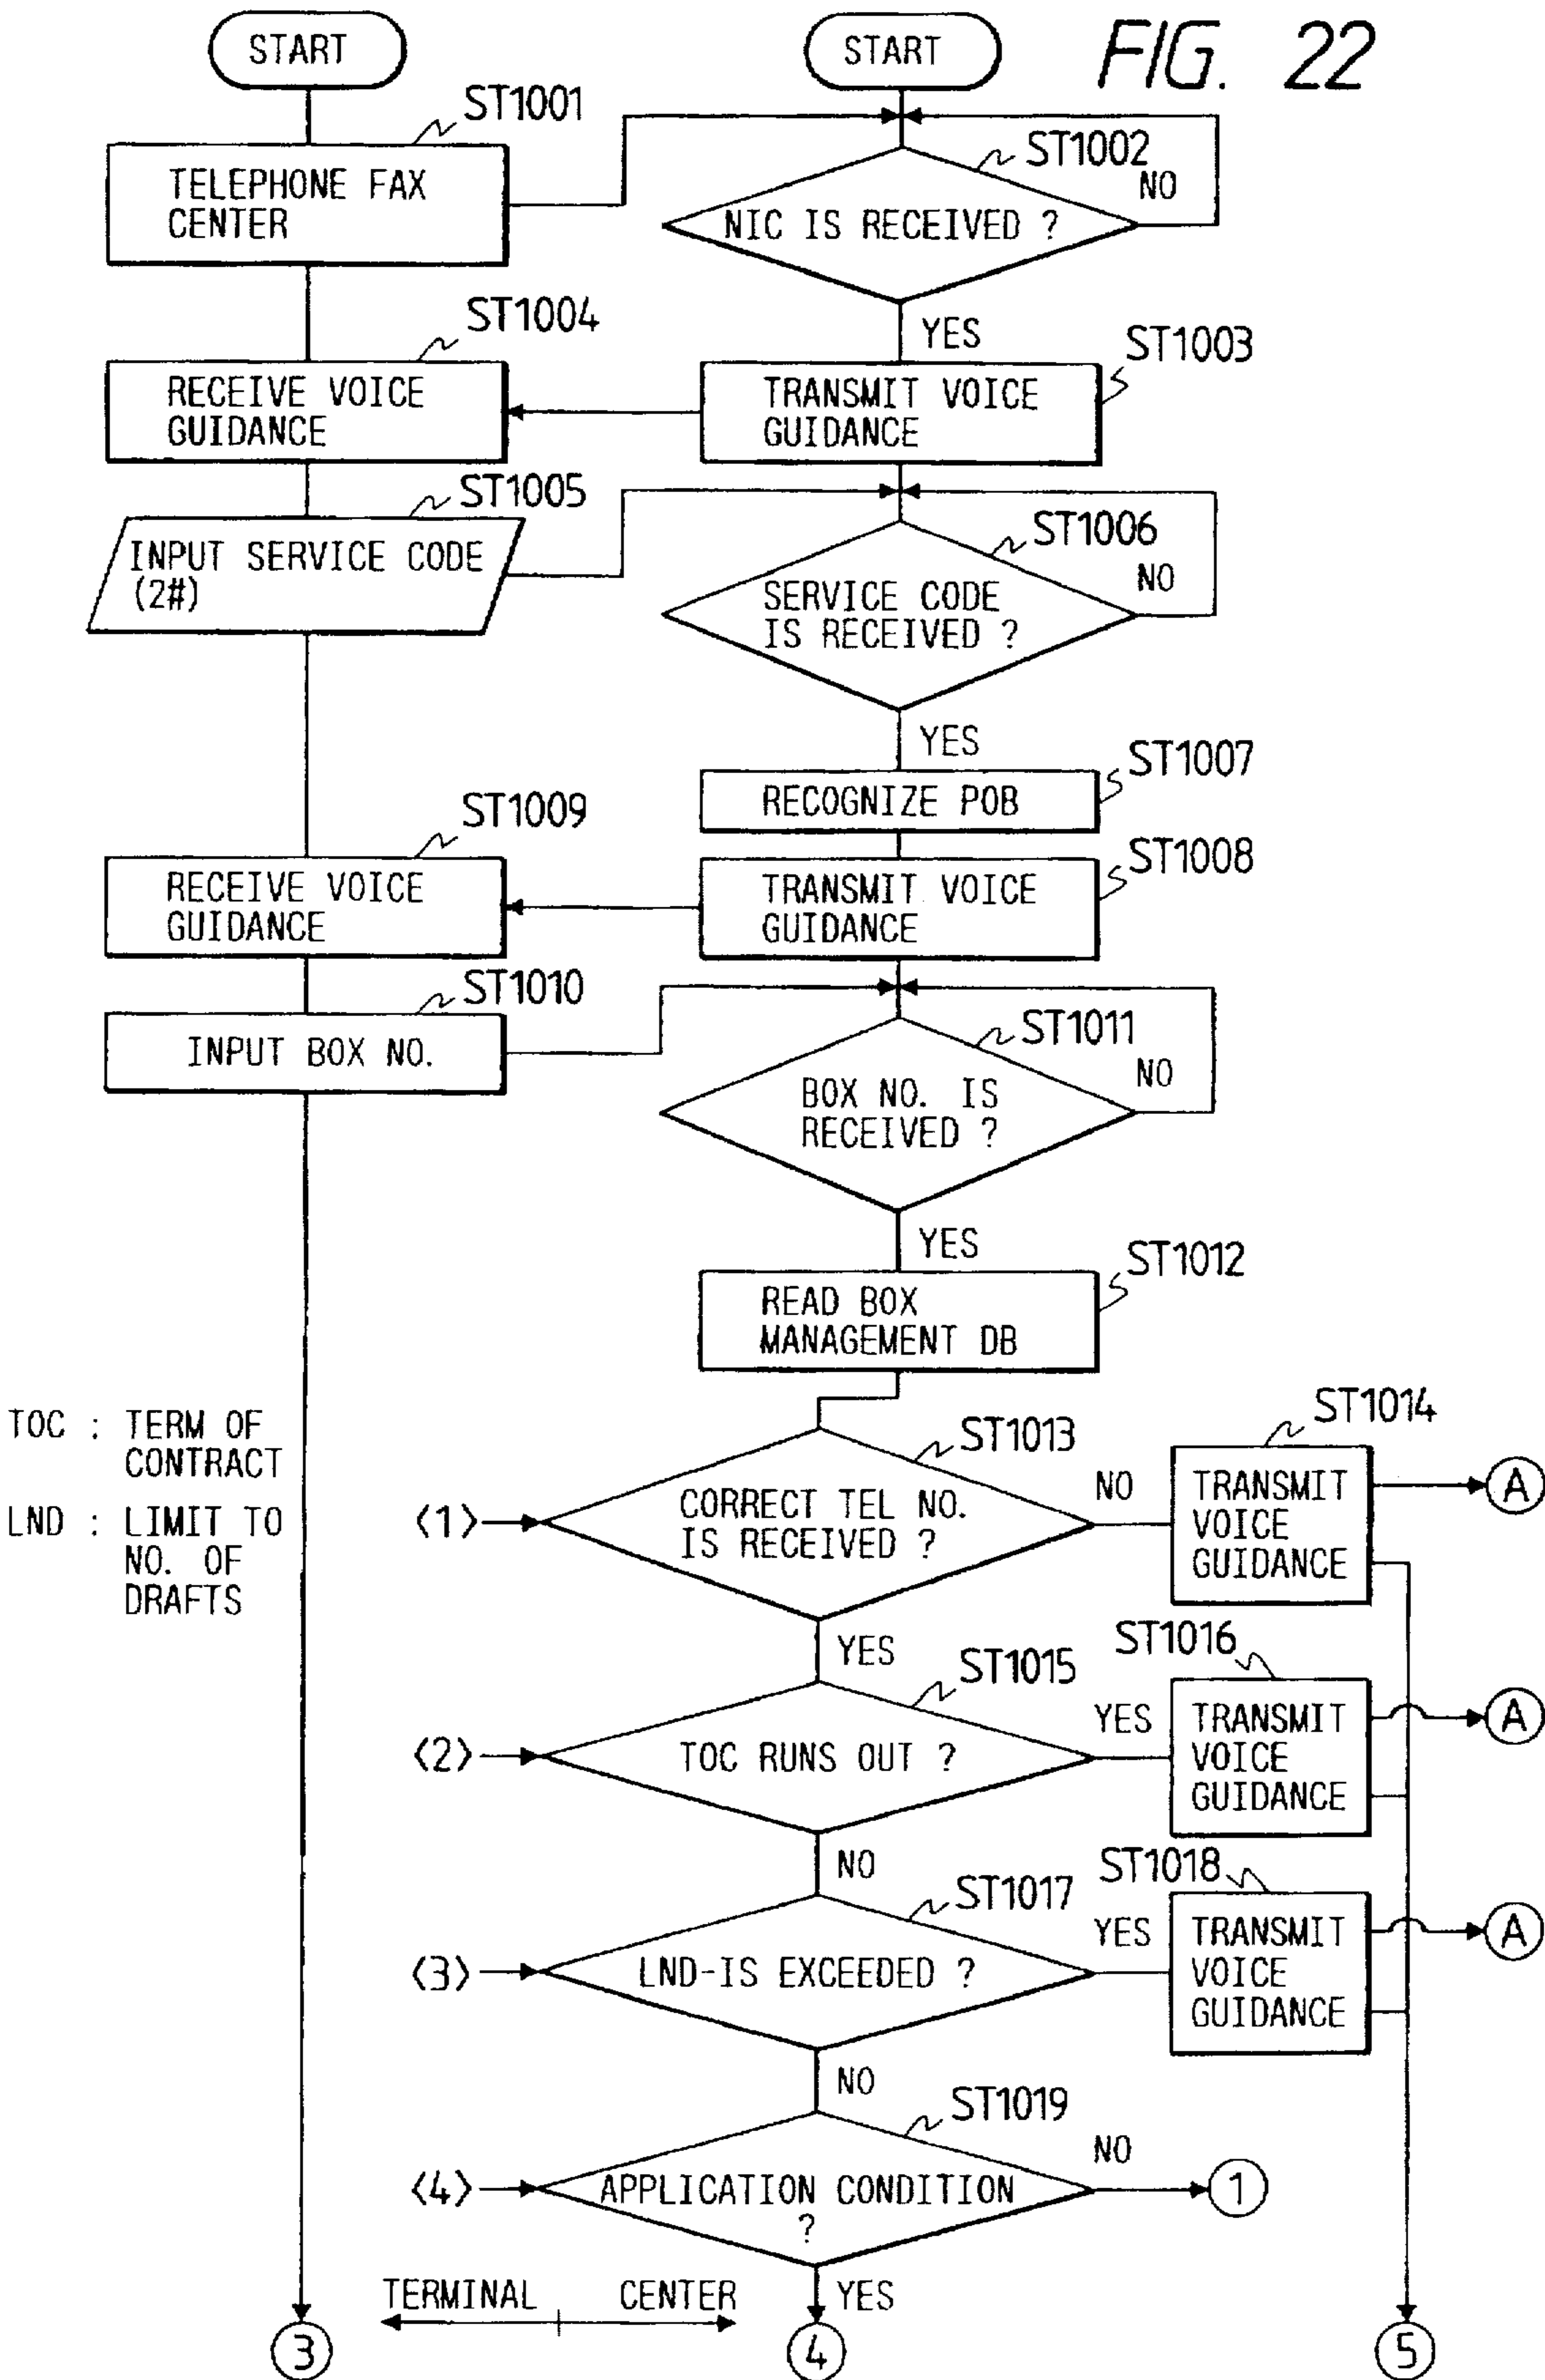 FIG. 22
START
START
ST1001
TELEPHONE FAX
CENTER
ST1002
NO
NIC IS RECEIVED ?
YES
ST1004
RECEIVE VOICE
GUIDANCE
ST1003
TRANSMIT VOICE
GUIDANCE
ST1005
INPUT SERVICE CODE
(2#)
ST1006
NO
SERVICE CODE
IS RECEIVED ?
YES
ST1007
RECOGNIZE POB
ST1009
RECEIVE VOICE
GUIDANCE
ST1008
TRANSMIT VOICE
GUIDANCE
ST1010
INPUT BOX NO.
ST1011
NO
BOX NO. IS
RECEIVED ?
YES
ST1012
READ BOX
MANAGEMENT DB
TOC : TERM OF
CONTRACT
LND : LIMIT TO
NO. OF
DRAFTS
ST1013
<1>
CORRECT TEL NO.
IS RECEIVED ?
NO
ST1014
TRANSMIT
VOICE
GUIDANCE
A
YES
ST1015
<2>
TOC RUNS OUT ?
YES
ST1016
TRANSMIT
VOICE
GUIDANCE
A
NO
ST1017
<3>
LND-IS EXCEEDED ?
YES
ST1018
TRANSMIT
VOICE
GUIDANCE
A
NO
ST1019
<4>
APPLICATION CONDITION
?
NO
1
YES
TERMINAL CENTER
3
4
5